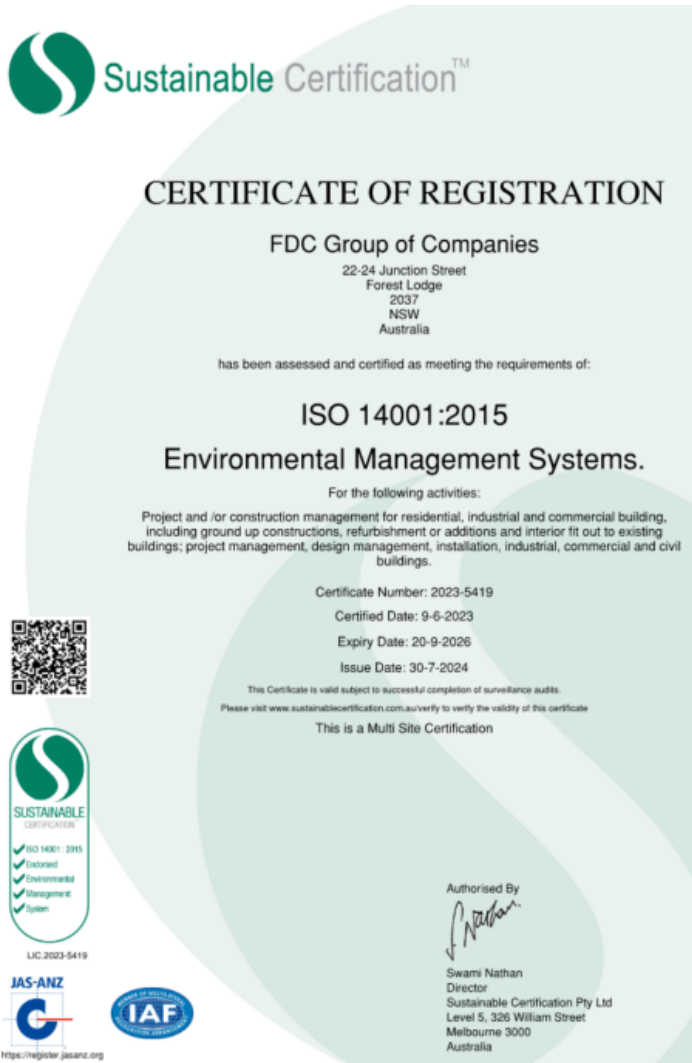 Sustainable Certification™
CERTIFICATE OF REGISTRATION
FDC Group of Companies
22-24 Junction Street
Forest Lodge
2037
NSW
Australia
has been assessed and certified as meeting the requirements of:
ISO 14001:2015
Environmental Management Systems.
For the following activities:
Project and /or construction management for residential, industrial and commercial building,
including ground up constructions, refurbishment or additions and interior fit out to existing
buildings; project management, design management, installation, industrial, commercial and civil
buildings.
Certificate Number: 2023-5419
Certified Date: 9-6-2023
Expiry Date: 20-9-2026
Issue Date: 30-7-2024
This Certificate is valid subject to successful completion of surveillance audits.
Please visit www.sustainablecertification.com.au/verify to verify the validity of this certificate
This is a Multi Site Certification
SUSTAINABLE
CERTIFICATION™
ISO 14001 : 2015
Endorsed
Environmental
Management
System
LIC.2023-5419
JAS-ANZ
https://register.jasanz.org
MEMBER OF MULTILATERAL
IAF
RECOGNITION ARRANGEMENT
Authorised By
S Nathan
Swami Nathan
Director
Sustainable Certification Pty Ltd
Level 5, 326 William Street
Melbourne 3000
Australia